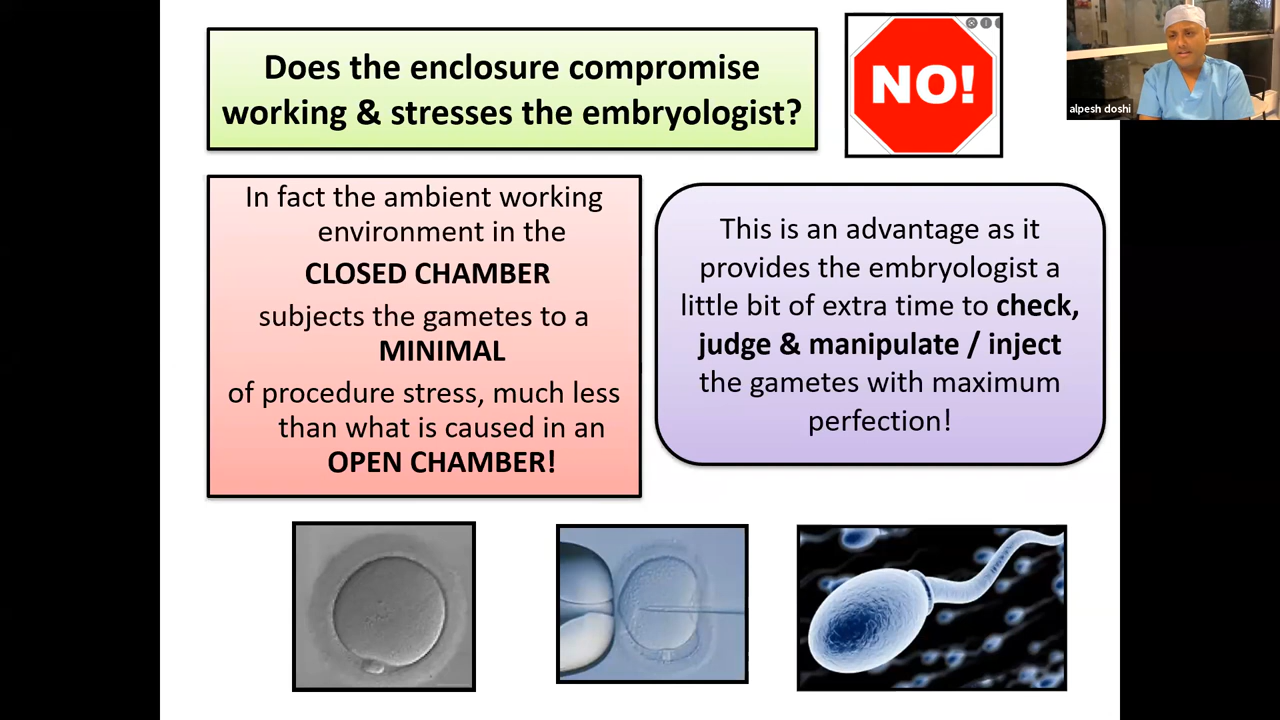 Does the enclosure compromise
working & stresses the embryologist?
NO!
alpesh doshi
In fact the ambient working
environment in the
CLOSED CHAMBER
subjects the gametes to a
MINIMAL
of procedure stress, much less
than what is caused in an
OPEN CHAMBER!
This is an advantage as it
provides the embryologist a
little bit of extra time to check,
judge & manipulate / inject
the gametes with maximum
perfection!